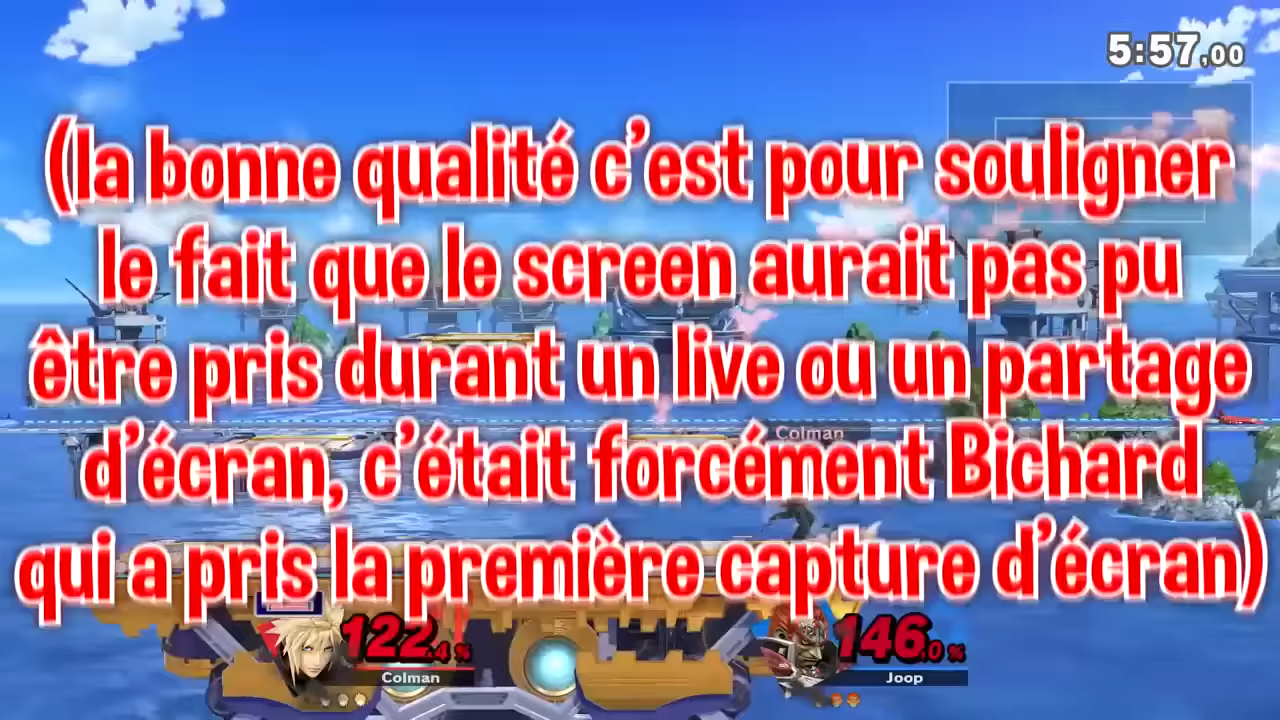 5:57,00
(la bonne qualité c'est pour souligner
le fait que le screen aurait pas pu
être pris durant un live ou un partage
d'écran, c'était forcément Bichard
qui a pris la première capture d'écran)
Colman
122.4%
Colman
146.0%
Joop